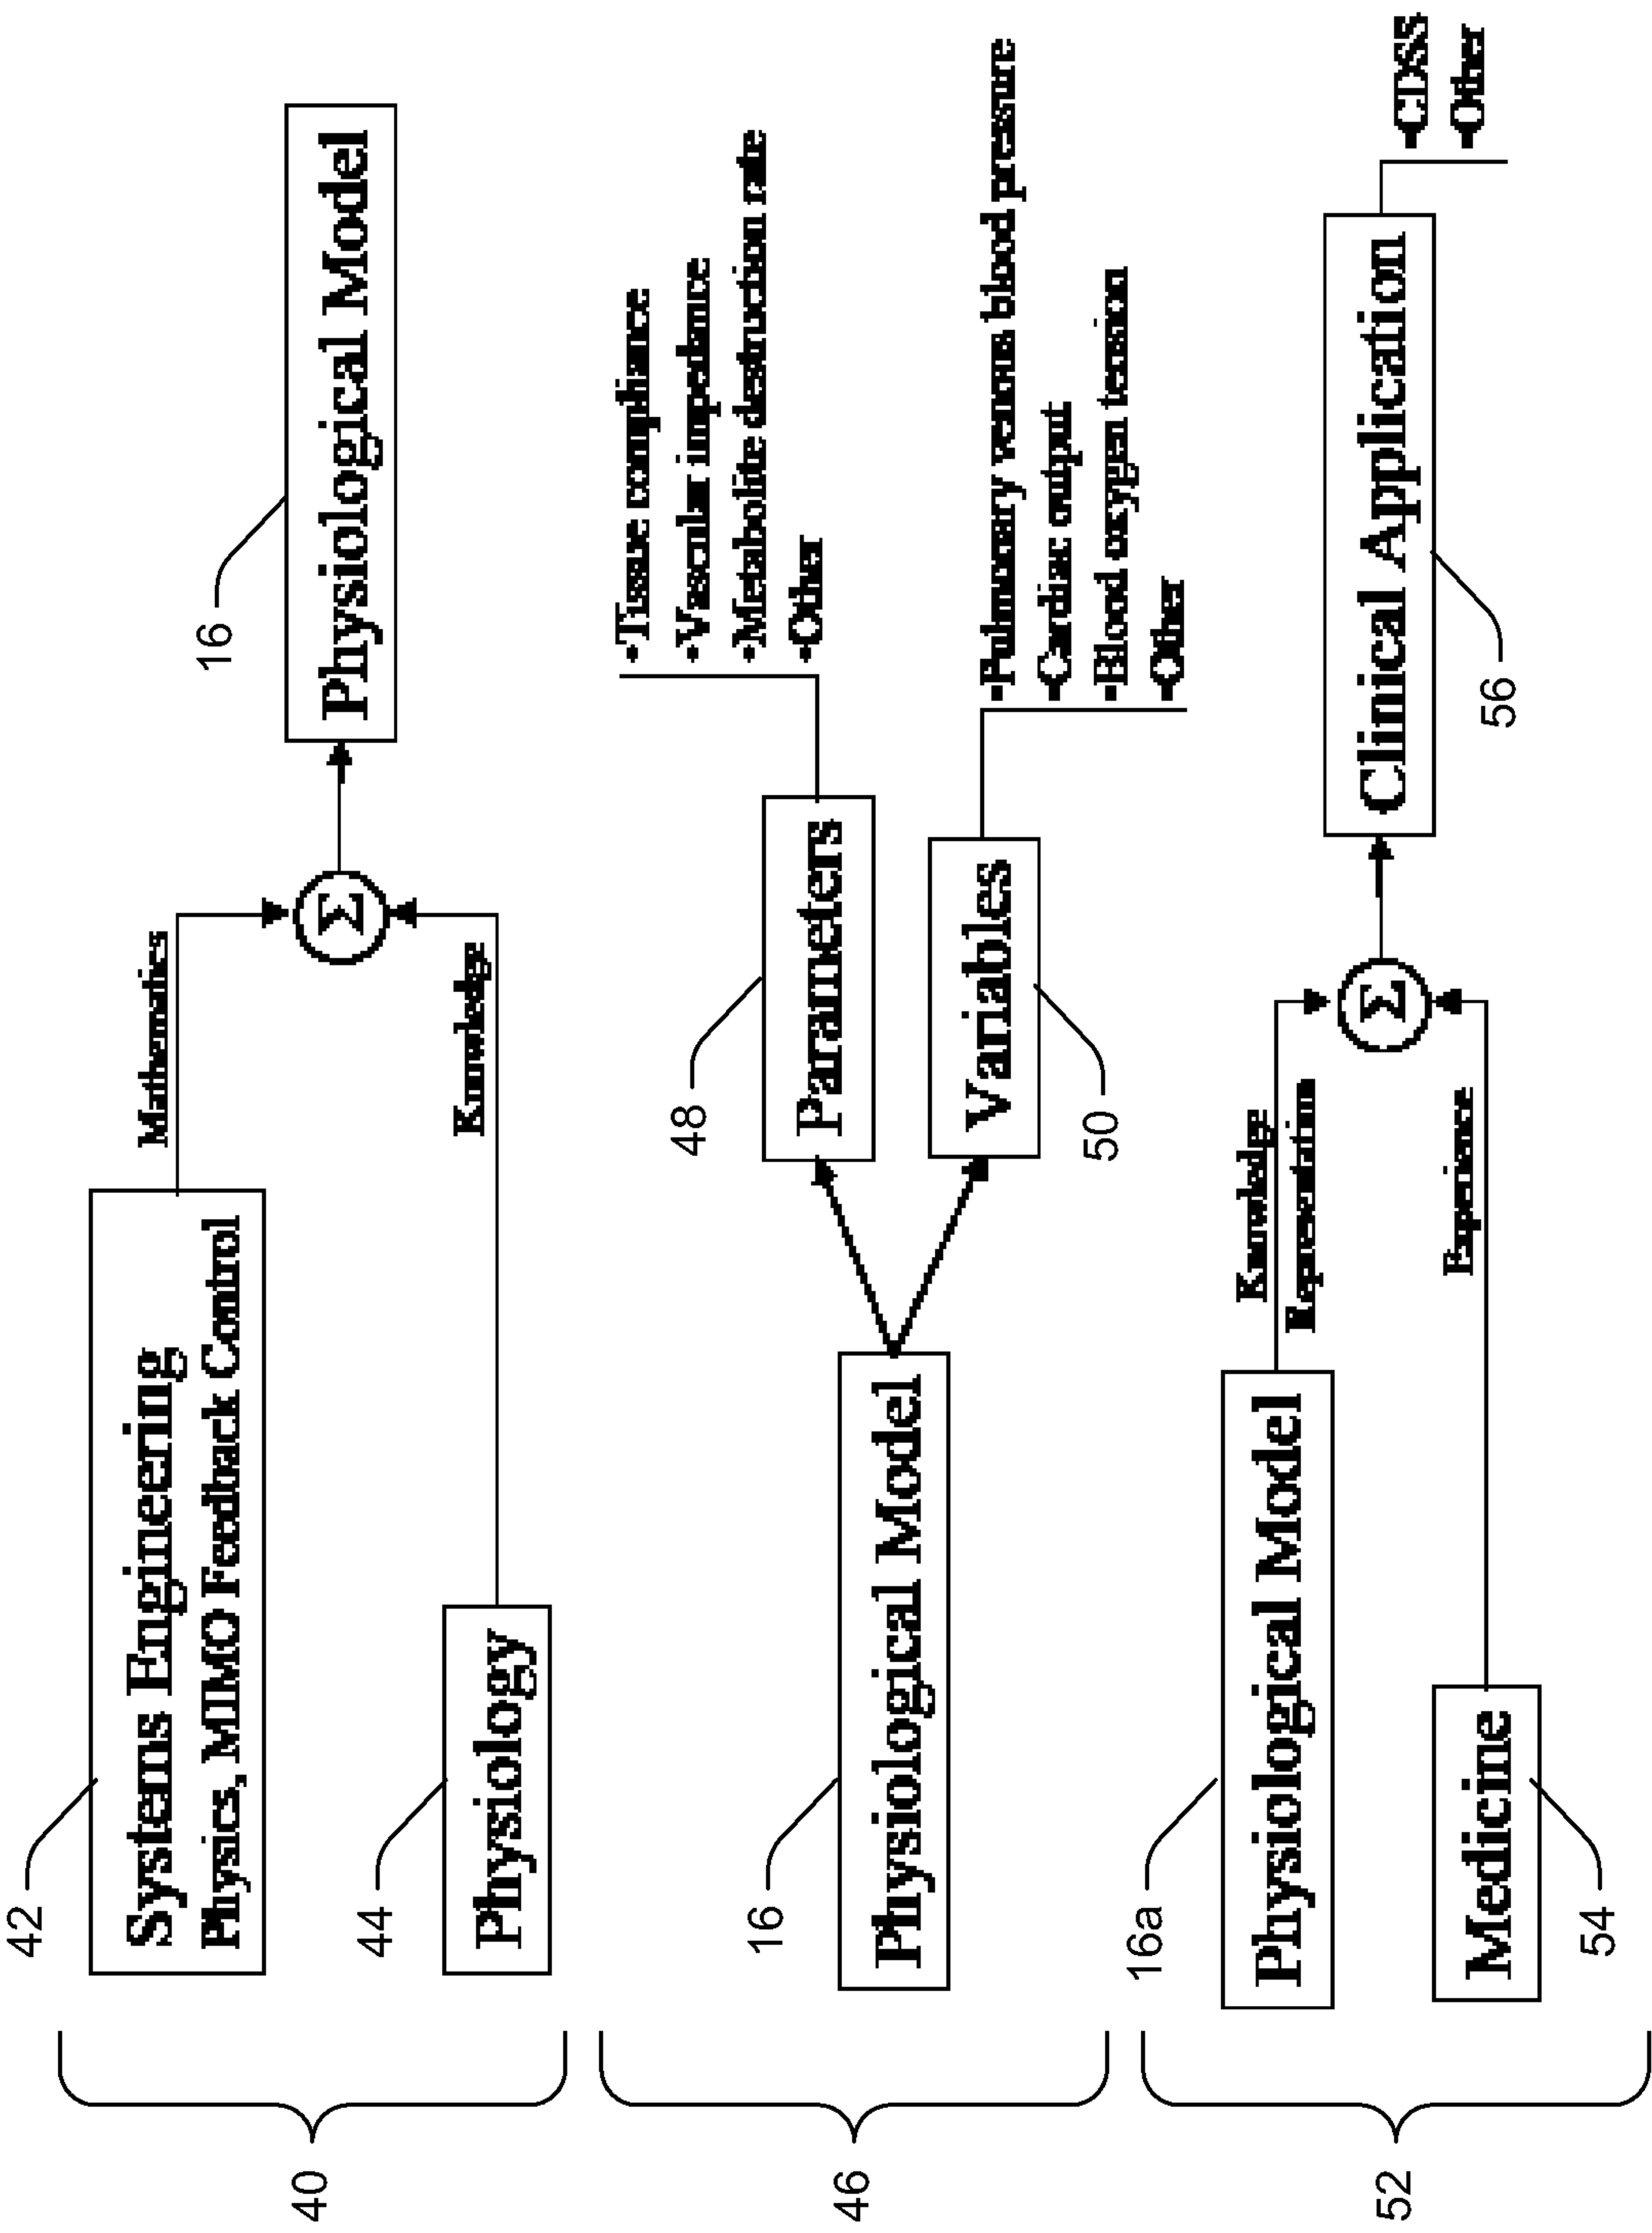 40
42
Systems Engineering
Physics, MIMO Feedback Control
Mathematics
44
Physiology
Knowledge
Σ
16
Physiological Model
46
16
Physiological Model
48
Parameters
•Tissue compliance
•Vascular impedance
•Metabolite destruction rate
•Other
50
Variables
•Pulmonary venous blood pressure
•Cardiac output
•Blood oxygen tension
•Other
52
16a
Physiological Model
Knowledge
Representation
54
Medicine
Experience
Σ
56
Clinical Application
•CDSS
•Other